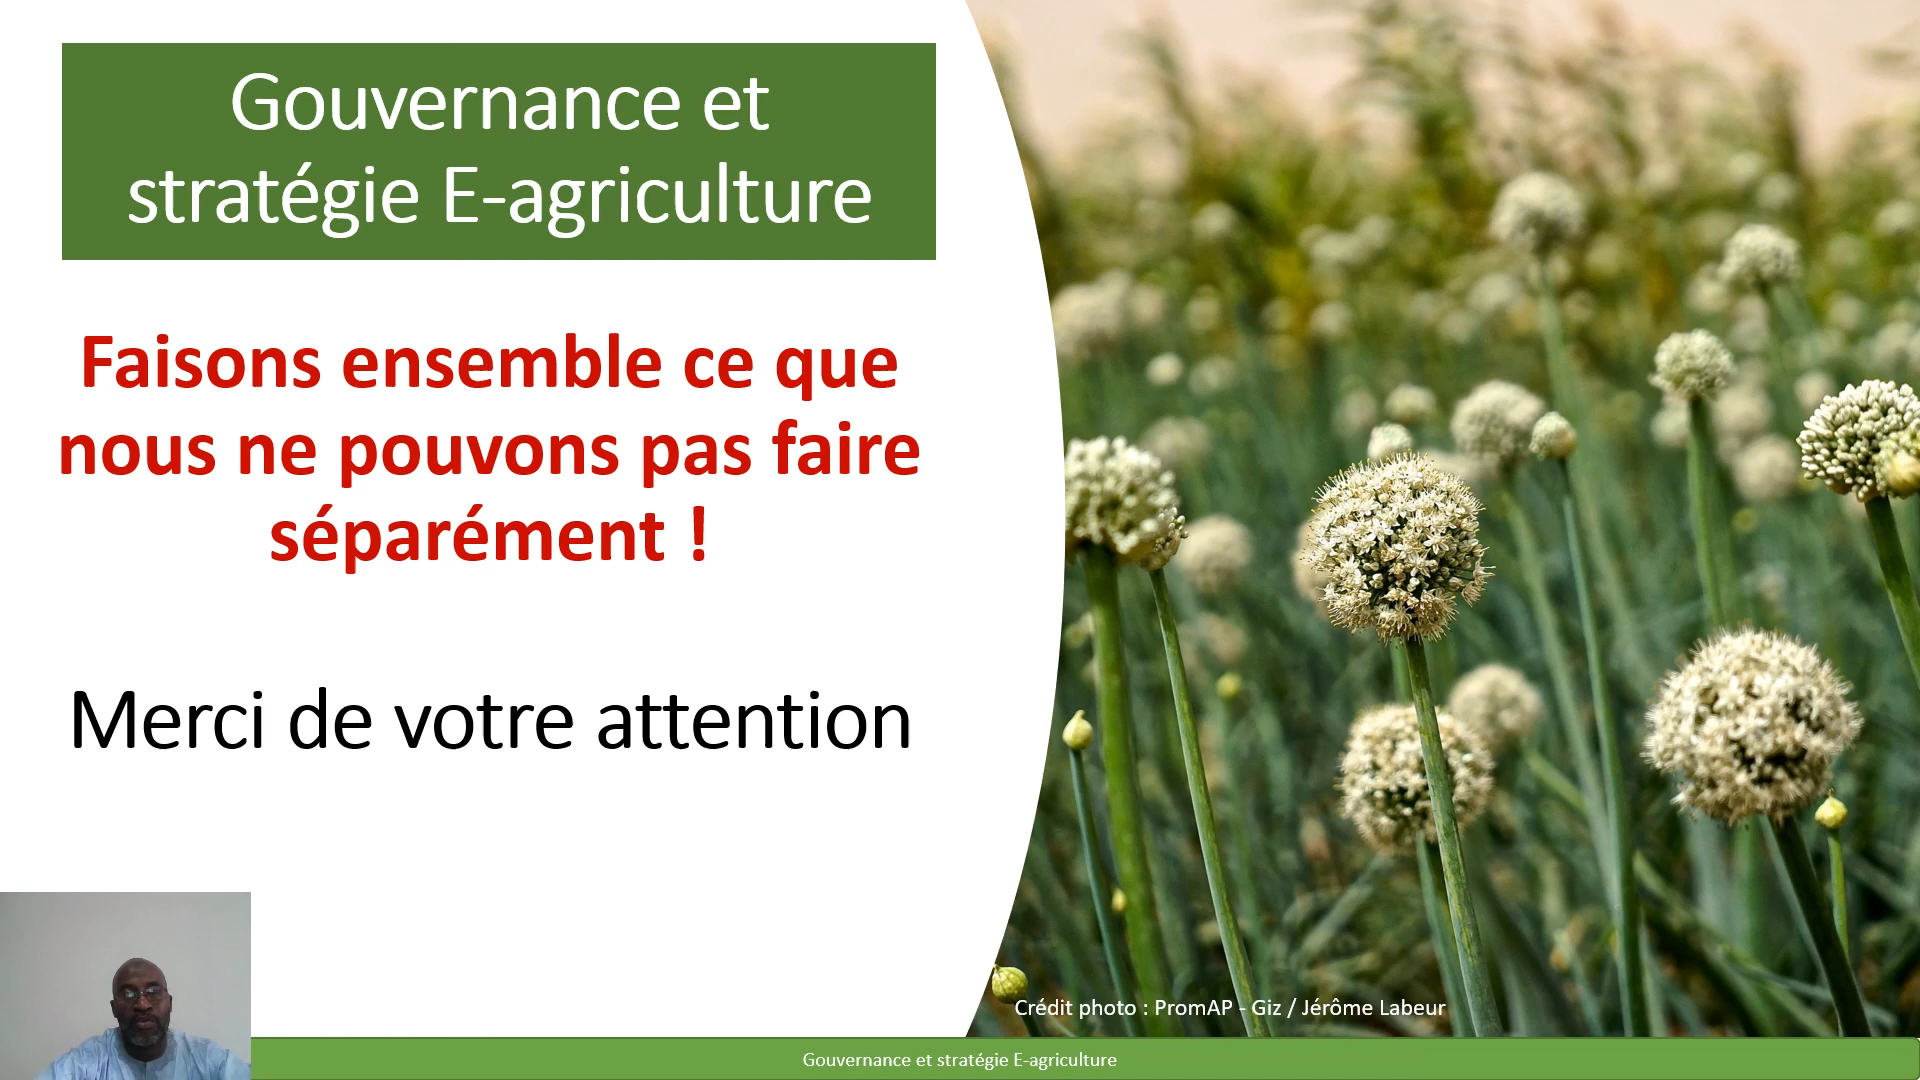 Gouvernance et
stratégie E-agriculture
Faisons ensemble ce que
nous ne pouvons pas faire
séparément !
Merci de votre attention
Crédit photo : PromAP - Giz / Jérôme Labeur
Gouvernance et stratégie E-agriculture